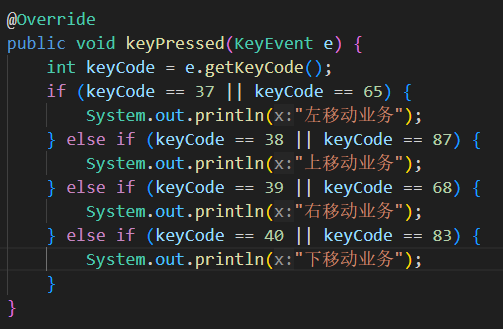 @Override
public void keyPressed(KeyEvent e) {
int keyCode = e.getKeyCode();
if (keyCode == 37 || keyCode == 65) {
System.out.println(x:"左移动业务");
} else if (keyCode == 38 || keyCode == 87) {
System.out.println(x:"上移动业务");
} else if (keyCode == 39 || keyCode == 68) {
System.out.println(x:"右移动业务");
} else if (keyCode == 40 || keyCode == 83) {
System.out.println(x:"下移动业务");
}
}